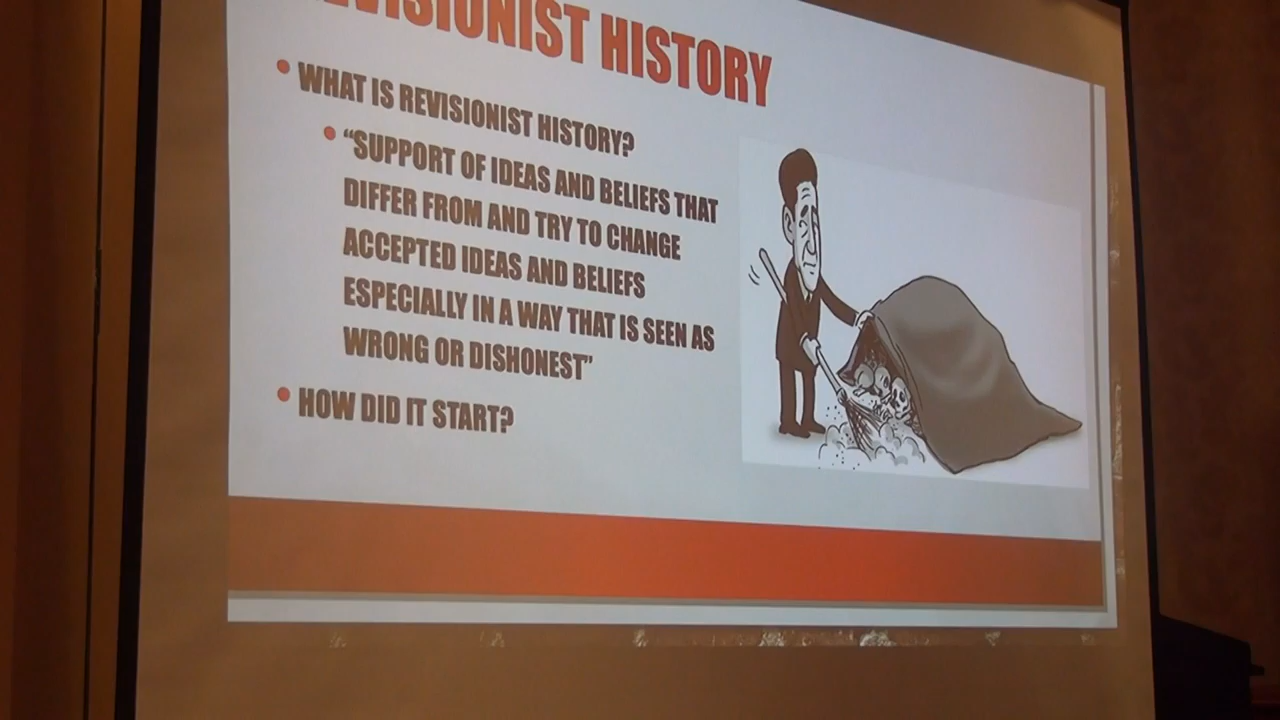 REVISIONIST HISTORY
WHAT IS REVISIONIST HISTORY?
“SUPPORT OF IDEAS AND BELIEFS THAT
DIFFER FROM AND TRY TO CHANGE
ACCEPTED IDEAS AND BELIEFS
ESPECIALLY IN A WAY THAT IS SEEN AS
WRONG OR DISHONEST”
HOW DID IT START?